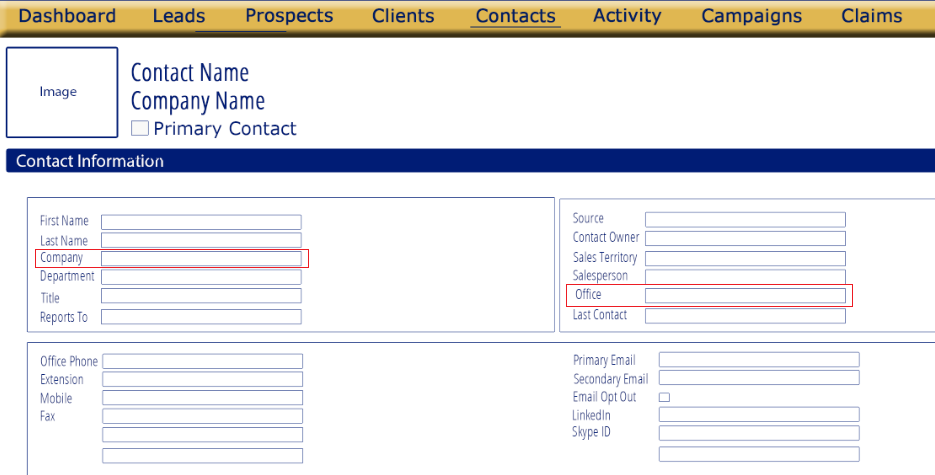 Dashboard Leads Prospects Clients Contacts Activity Campaigns Claims
Image
Contact Name
Company Name
Primary Contact
Contact Information
First Name
Last Name
Company
Department
Title
Reports To
Source
Contact Owner
Sales Territory
Salesperson
Office
Last Contact
Office Phone
Extension
Mobile
Fax
Primary Email
Secondary Email
Email Opt Out
LinkedIn
Skype ID